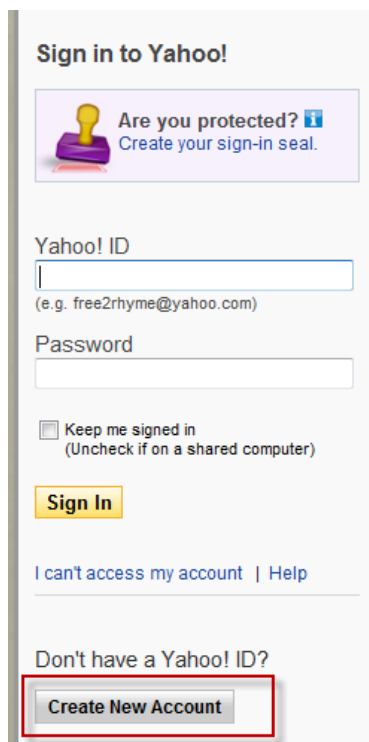 Sign in to Yahoo!
Are you protected?
Create your sign-in seal.
Yahoo! ID
(e.g. free2rhyme@yahoo.com)
Password
Keep me signed in
(Uncheck if on a shared computer)
Sign In
I can't access my account | Help
Don't have a Yahoo! ID?
Create New Account